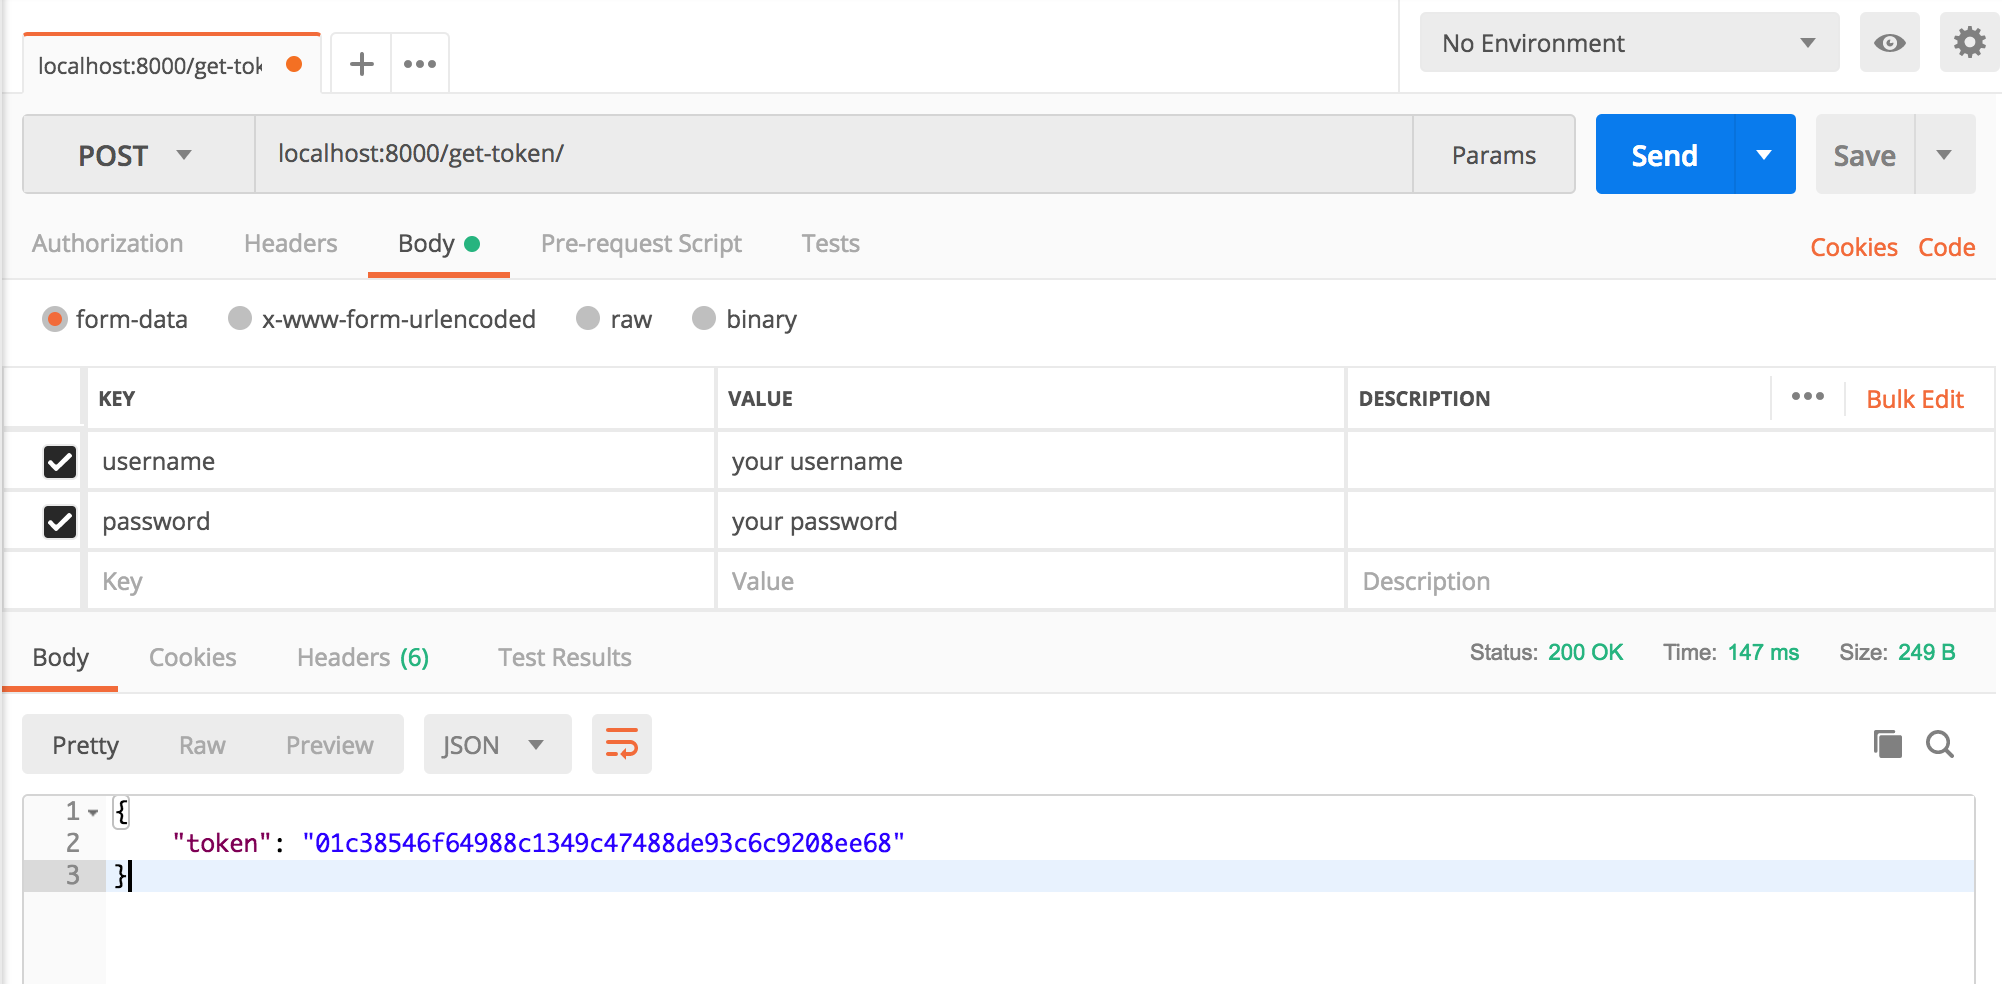 localhost:8000/get-tok
No Environment
POST localhost:8000/get-token/ Params Send Save
Authorization Headers Body Pre-request Script Tests Cookies Code
form-data x-www-form-urlencoded raw binary
KEY VALUE DESCRIPTION Bulk Edit
username your username
password your password
Key Value Description
Body Cookies Headers (6) Test Results Status: 200 OK Time: 147 ms Size: 249 B
Pretty Raw Preview JSON
1 {
2 "token": "01c38546f64988c1349c47488de93c6c9208ee68"
3 }